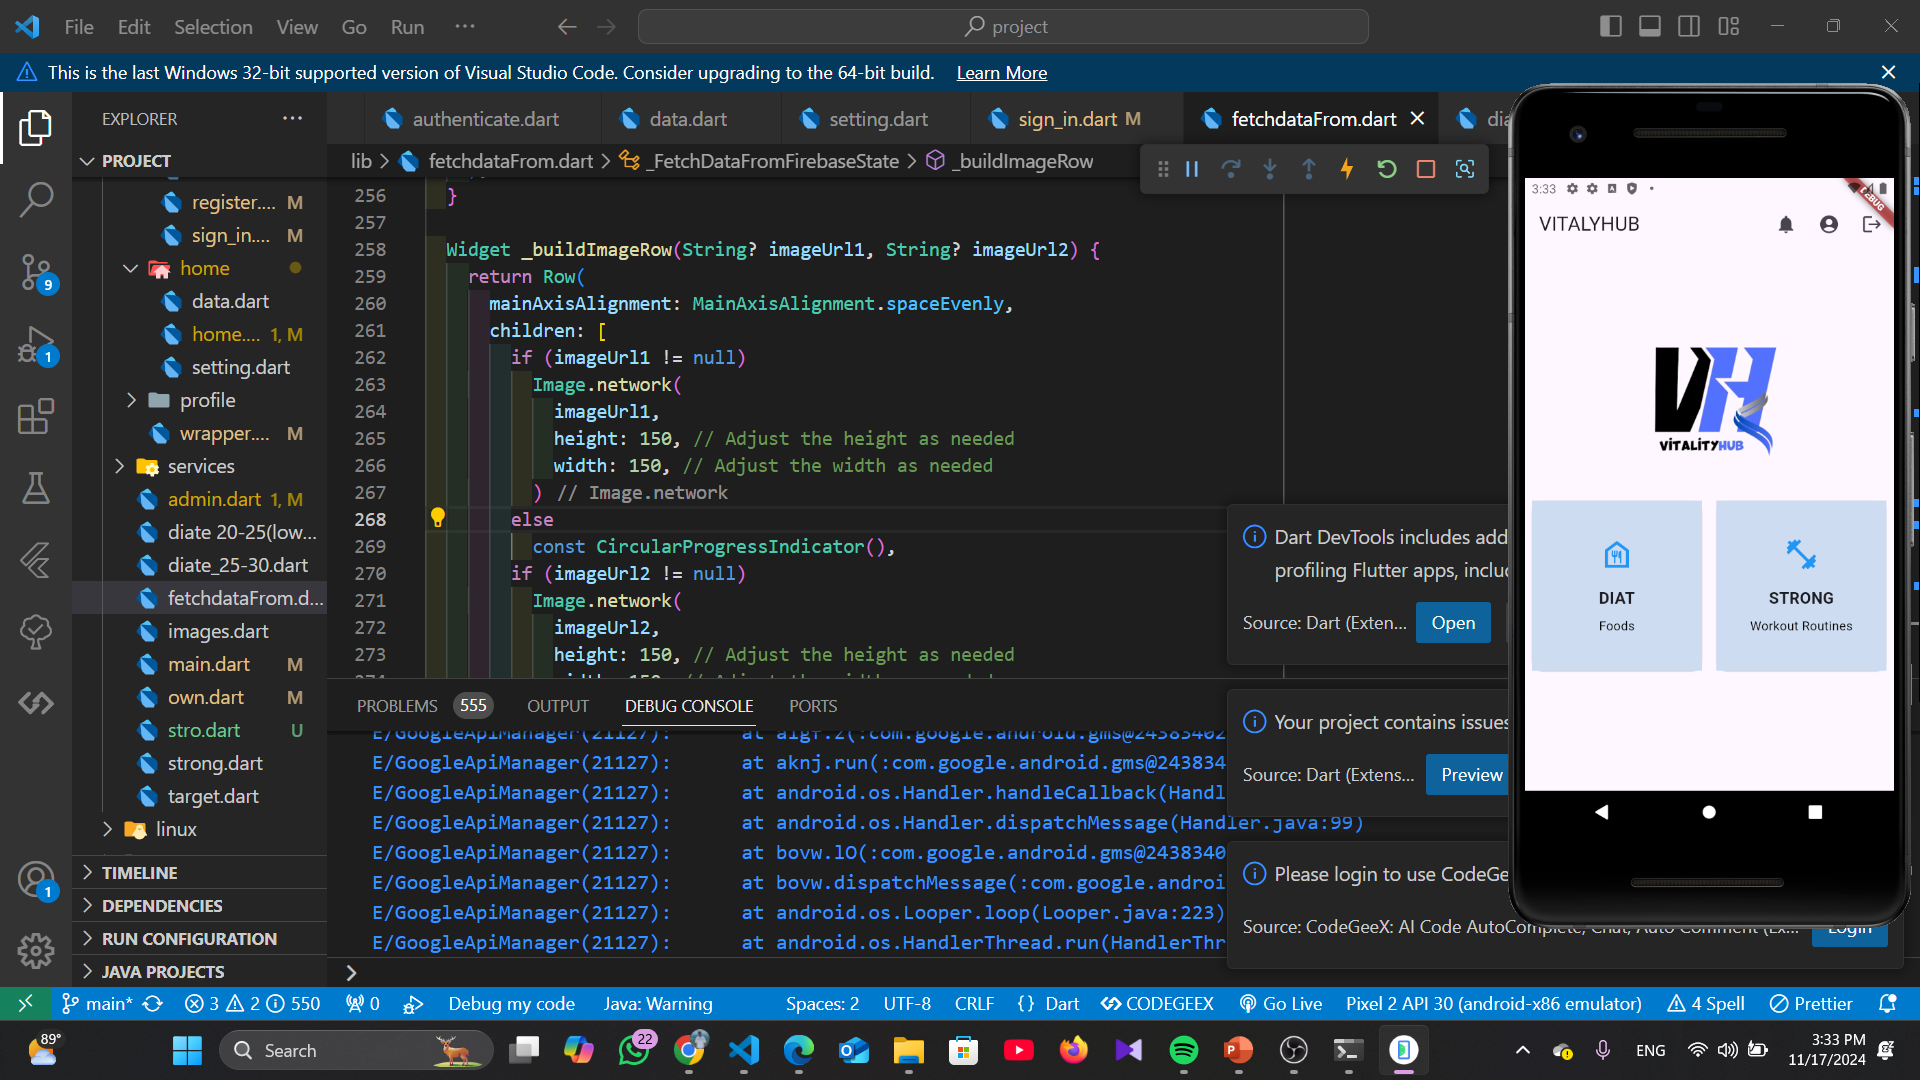 File Edit Selection View Go Run ···
project
This is the last Windows 32-bit supported version of Visual Studio Code. Consider upgrading to the 64-bit build. Learn More
EXPLORER
PROJECT
register.... M
sign_in.... M
home
data.dart
home.... 1, M
setting.dart
profile
wrapper.... M
services
admin.dart 1, M
diate 20-25(low...
diate_25-30.dart
fetchdataFrom.d...
images.dart
main.dart M
own.dart M
stro.dart U
strong.dart
target.dart
linux
TIMELINE
DEPENDENCIES
RUN CONFIGURATION
JAVA PROJECTS
9
1
1
authenticate.dart data.dart setting.dart sign_in.dart M fetchdataFrom.dart
lib > fetchdataFrom.dart > _FetchDataFromFirebaseState > _buildImageRow
256 }
257
258 Widget _buildImageRow(String? imageUrl1, String? imageUrl2) {
259 return Row(
260 mainAxisAlignment: MainAxisAlignment.spaceEvenly,
261 children: [
262 if (imageUrl1 != null)
263 Image.network(
264 imageUrl1,
265 height: 150, // Adjust the height as needed
266 width: 150, // Adjust the width as needed
267 ) // Image.network
268 else
269 const CircularProgressIndicator(),
270 if (imageUrl2 != null)
271 Image.network(
272 imageUrl2,
273 height: 150, // Adjust the height as needed
PROBLEMS 555 OUTPUT DEBUG CONSOLE PORTS
E/GoogleApiManager(21127): at aknj.run(:com.google.android.gms@243834
E/GoogleApiManager(21127): at android.os.Handler.handleCallback(Handl
E/GoogleApiManager(21127): at android.os.Handler.dispatchMessage(Handler.java:99)
E/GoogleApiManager(21127): at bovw.lO(:com.google.android.gms@2438340
E/GoogleApiManager(21127): at bovw.dispatchMessage(:com.google.androi
E/GoogleApiManager(21127): at android.os.Looper.loop(Looper.java:223)
E/GoogleApiManager(21127): at android.os.HandlerThread.run(HandlerThr
Dart DevTools includes add
profiling Flutter apps, inclu
Source: Dart (Exten... Open
Your project contains issues
Source: Dart (Extens... Preview
Please login to use CodeGe
Source: CodeGeeX: AI Code AutoComplete, Chat, Auto Comment (Ex... Login
3:33
DEBUG
VITALYHUB
VH
VITALITYHUB
DIAT
Foods
STRONG
Workout Routines
main* 3 2 550 0 Debug my code Java: Warning Spaces: 2 UTF-8 CRLF {} Dart CODEGEEX Go Live Pixel 2 API 30 (android-x86 emulator) 4 Spell Prettier
89°
Search
22
ENG
3:33 PM
11/17/2024